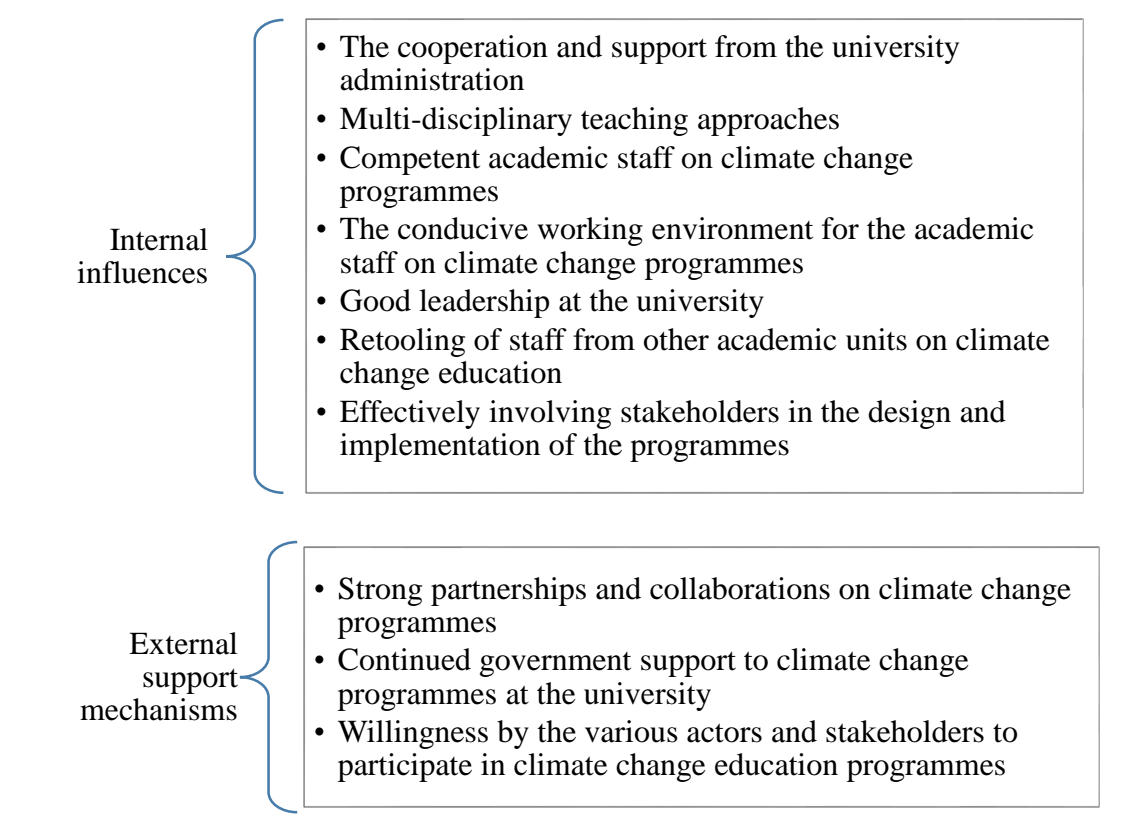 Internal
influences
• The cooperation and support from the university
administration
• Multi-disciplinary teaching approaches
• Competent academic staff on climate change
programmes
• The conducive working environment for the academic
staff on climate change programmes
• Good leadership at the university
• Retooling of staff from other academic units on climate
change education
• Effectively involving stakeholders in the design and
implementation of the programmes
External
support
mechanisms
• Strong partnerships and collaborations on climate change
programmes
• Continued government support to climate change
programmes at the university
• Willingness by the various actors and stakeholders to
participate in climate change education programmes